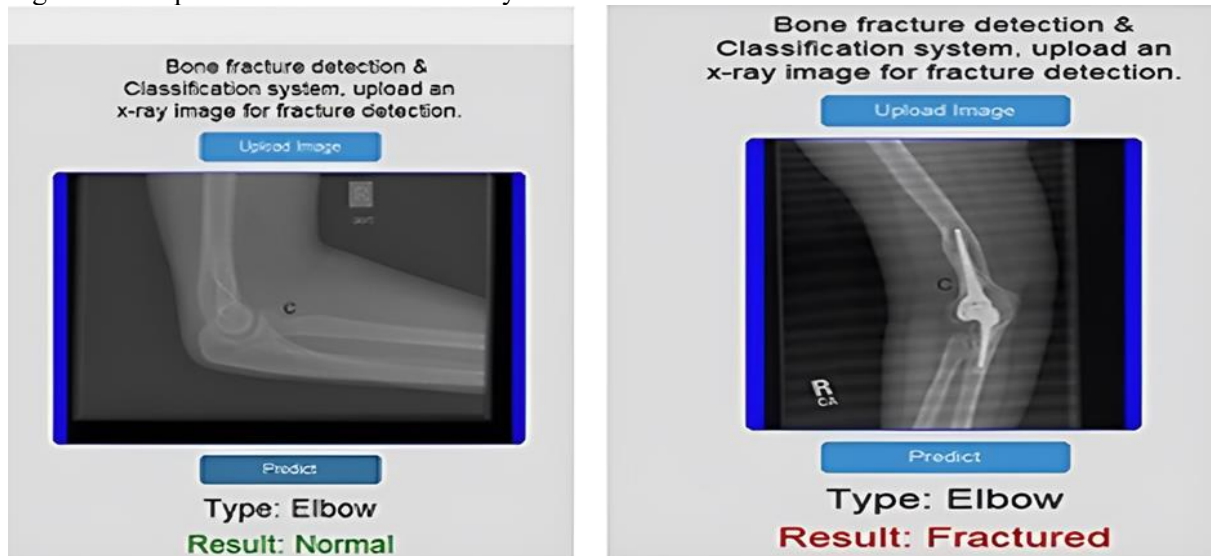 Bone fracture detection &
Classification system, upload an
x-ray image for fracture detection.
Upload Image
C
Predict
Type: Elbow
Result: Normal
Bone fracture detection &
Classification system, upload an
x-ray image for fracture detection.
Upload Image
C
R
Predict
Type: Elbow
Result: Fractured